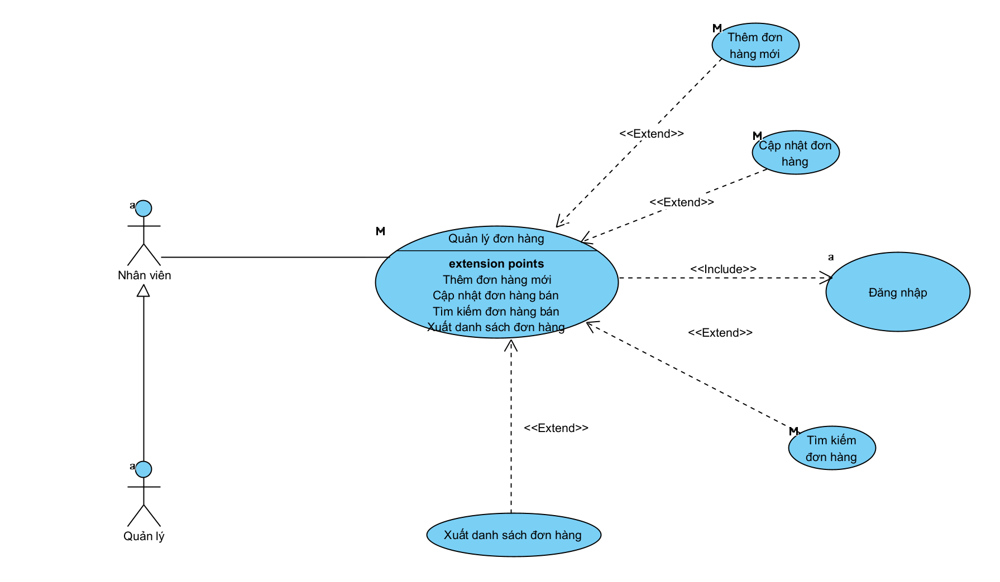 M
Thêm đơn
hàng mới
<<Extend>>
M
Cập nhật đơn
hàng
<<Extend>>
a
Nhân viên
M
Quản lý đơn hàng
extension points
Thêm đơn hàng mới
Cập nhật đơn hàng bán
Tìm kiếm đơn hàng bán
Xuất danh sách đơn hàng
<<Include>>
a
Đăng nhập
<<Extend>>
<<Extend>>
M
Tìm kiếm
đơn hàng
a
Quản lý
Xuất danh sách đơn hàng